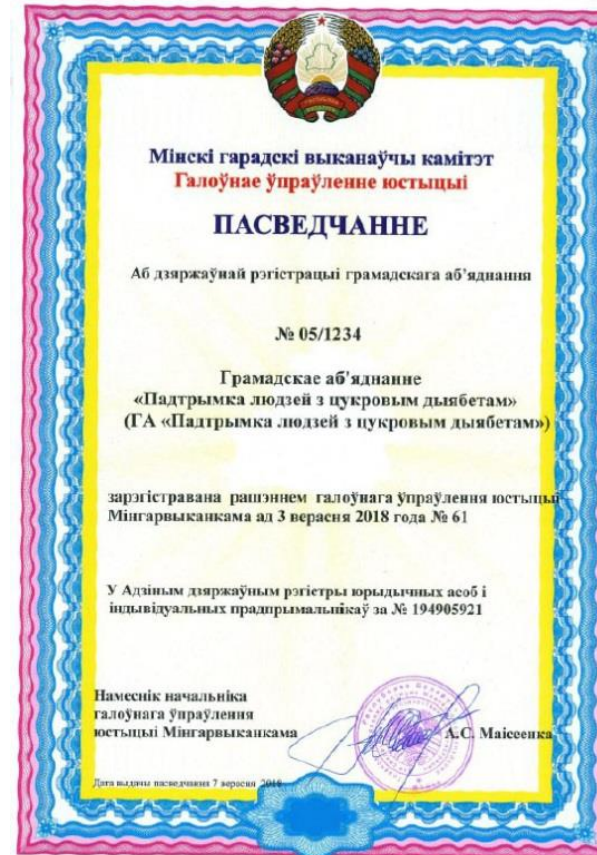 Мінскі гарадскі выканаўчы камітэт
Галоўнае ўпраўленне юстыцыі
ПАСВЕДЧАННЕ
Аб дзяржаўнай рэгістрацыі грамадскага аб'яднання
№ 05/1234
Грамадскае аб'яднанне
«Падтрымка людзей з цукровым дыябетам»
(ГА «Падтрымка людзей з цукровым дыябетам»)
зарэгістравана рашэннем галоўнага ўпраўлення юстыцыі
Мінгарвыканкама ад 3 верасня 2018 года № 61
У Адзіным дзяржаўным рэгістры юрыдычных асоб і
індывідуальных прадпрымальнікаў за № 194905921
Намеснік начальніка
галоўнага ўпраўлення
юстыцыі Мінгарвыканкама
А.С. Маісеенка
Дата выдачы пасведчання 7 верасня 2018